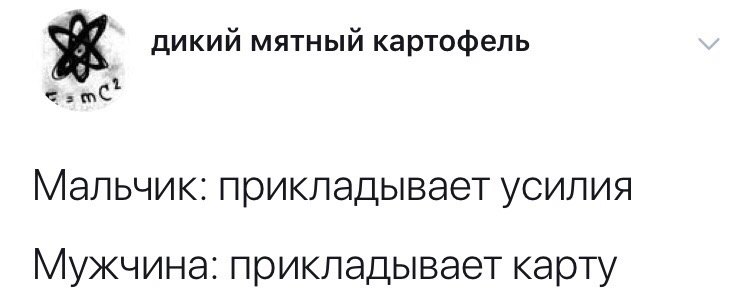 дикий мятный картофель
=mC²
Мальчик: прикладывает усилия
Мужчина: прикладывает карту